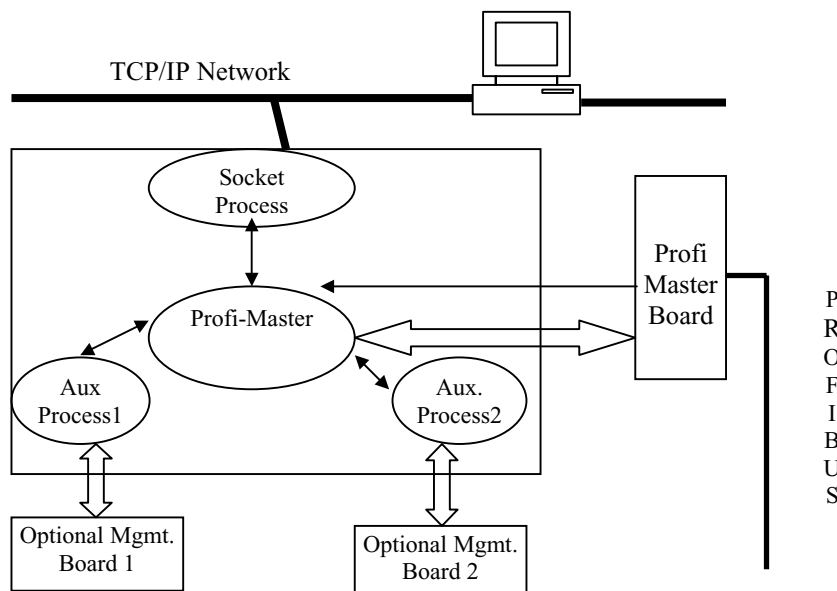 TCP/IP Network
Socket
Process
Profi
Master
Board
Profi-Master
Aux
Process1
Aux.
Process2
Optional Mgmt.
Board 1
Optional Mgmt.
Board 2
P
R
O
F
I
B
U
S